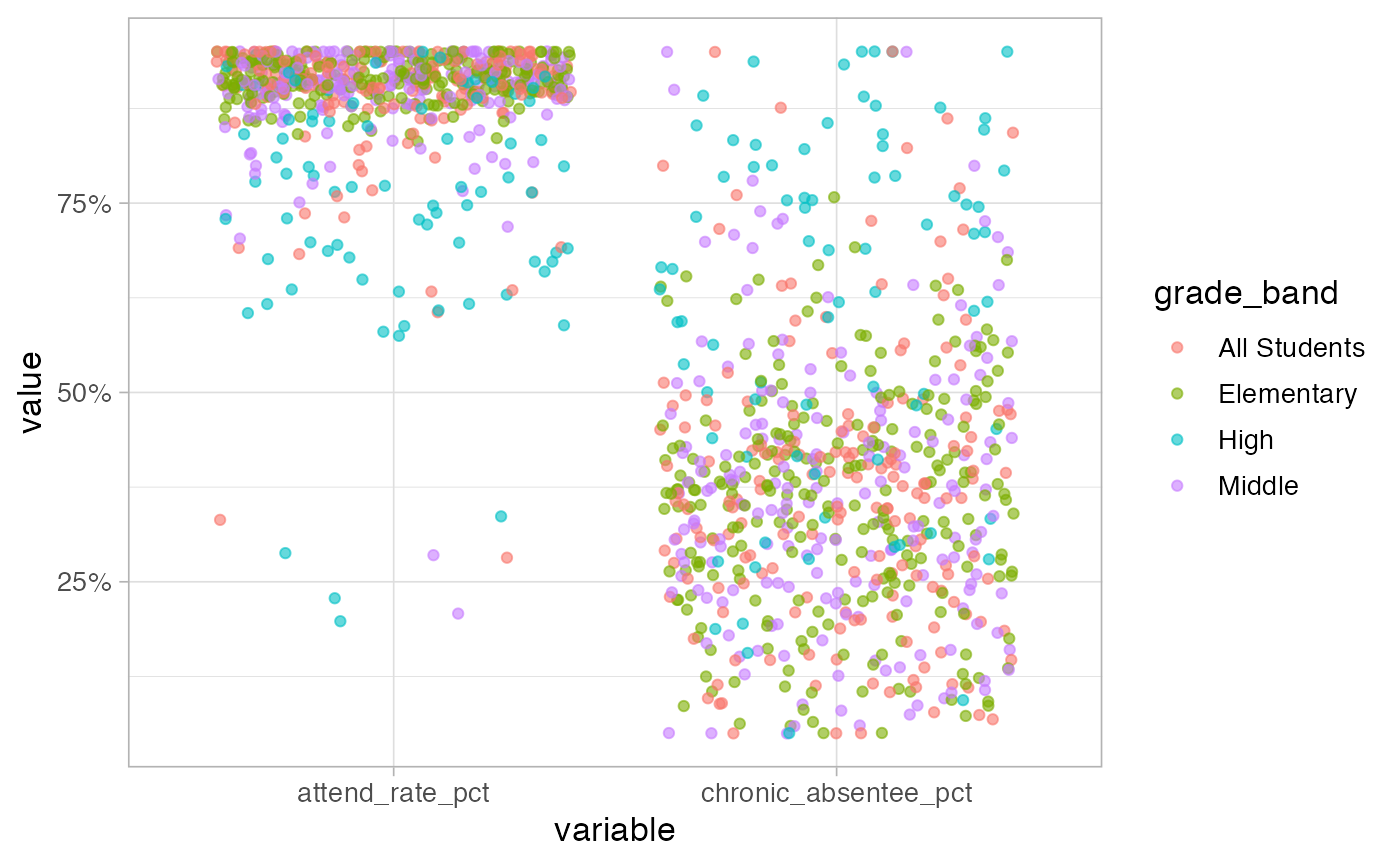 75%
50%
25%
value
attend_rate_pct
chronic_absentee_pct
variable
grade_band
All Students
Elementary
High
Middle